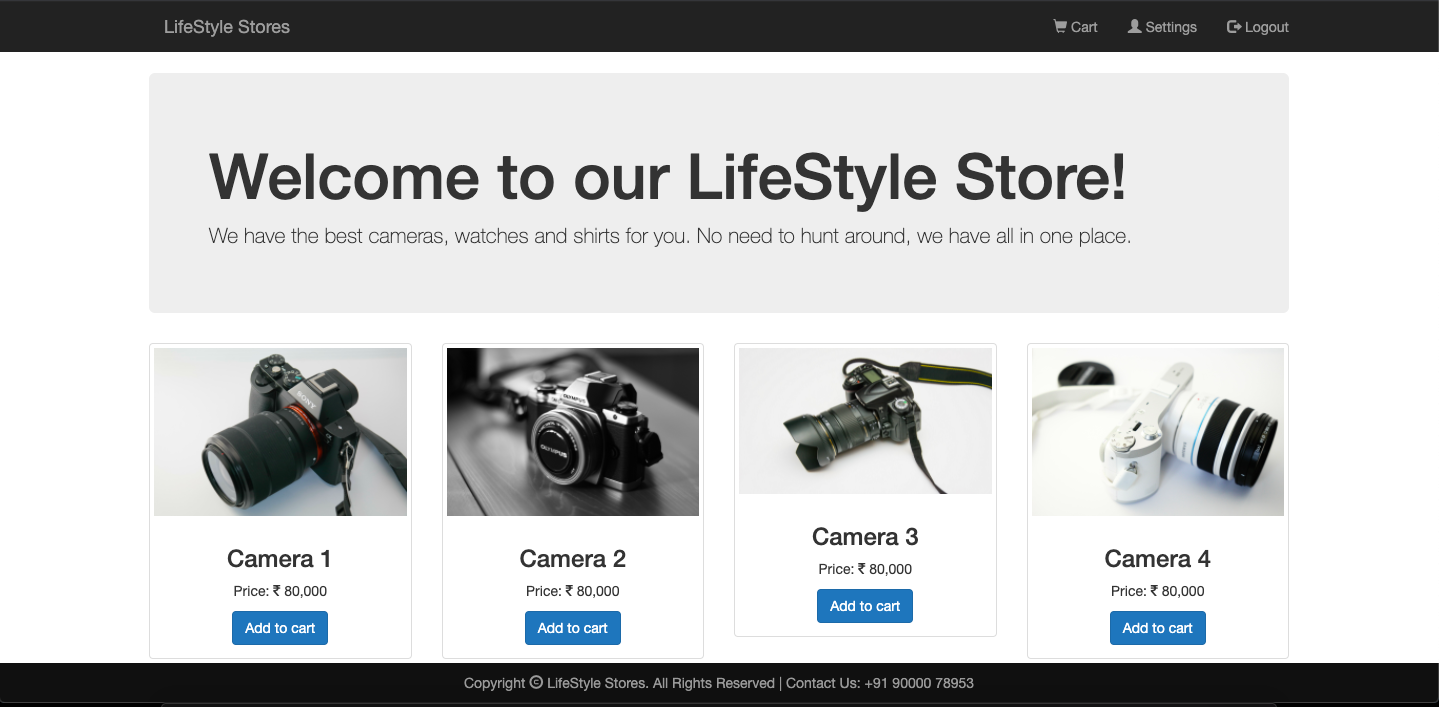 LifeStyle Stores
Cart Settings Logout
Welcome to our LifeStyle Store!
We have the best cameras, watches and shirts for you. No need to hunt around, we have all in one place.
SONY
OLYMPUS
OLYMPUS
Camera 1
Price: ₹ 80,000
Add to cart
Camera 2
Price: ₹ 80,000
Add to cart
Camera 3
Price: ₹ 80,000
Add to cart
Camera 4
Price: ₹ 80,000
Add to cart
Copyright © LifeStyle Stores. All Rights Reserved | Contact Us: +91 90000 78953